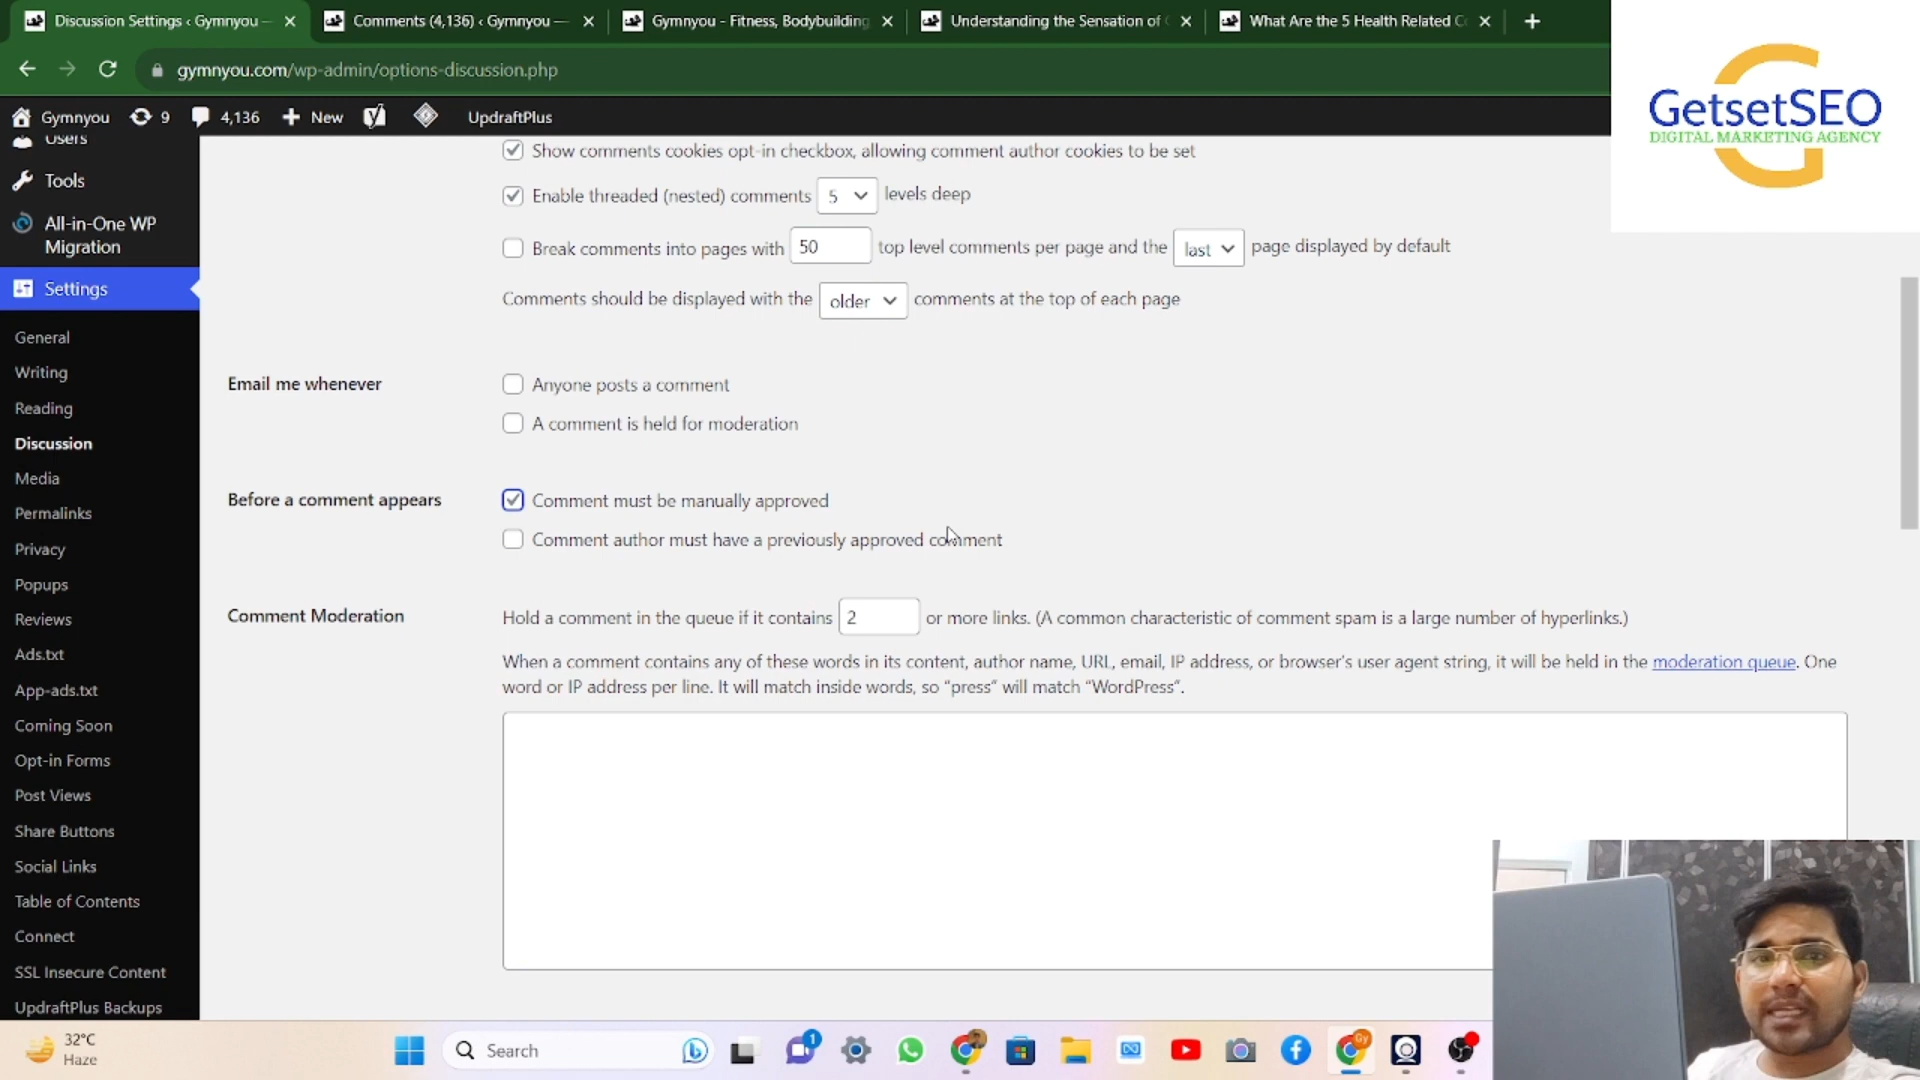 Discussion Settings ‹ Gymnyou —
Comments (4,136) ‹ Gymnyou —
Gymnyou - Fitness, Bodybuilding
Understanding the Sensation of
What Are the 5 Health Related
gymnyou.com/wp-admin/options-discussion.php
GetsetSEO
DIGITAL MARKETING AGENCY
Gymnyou 9 4,136 New UpdraftPlus
Users
Tools
All-in-One WP
Migration
Settings
General
Writing
Reading
Discussion
Media
Permalinks
Privacy
Popups
Reviews
Ads.txt
App-ads.txt
Coming Soon
Opt-in Forms
Post Views
Share Buttons
Social Links
Table of Contents
Connect
SSL Insecure Content
UpdraftPlus Backups
Show comments cookies opt-in checkbox, allowing comment author cookies to be set
Enable threaded (nested) comments 5 levels deep
Break comments into pages with 50 top level comments per page and the last page displayed by default
Comments should be displayed with the older comments at the top of each page
Email me whenever
Anyone posts a comment
A comment is held for moderation
Before a comment appears
Comment must be manually approved
Comment author must have a previously approved comment
Comment Moderation
Hold a comment in the queue if it contains 2 or more links. (A common characteristic of comment spam is a large number of hyperlinks.)
When a comment contains any of these words in its content, author name, URL, email, IP address, or browser's user agent string, it will be held in the moderation queue. One
word or IP address per line. It will match inside words, so “press” will match “WordPress”.
32°C
Haze
Search
1
Gy